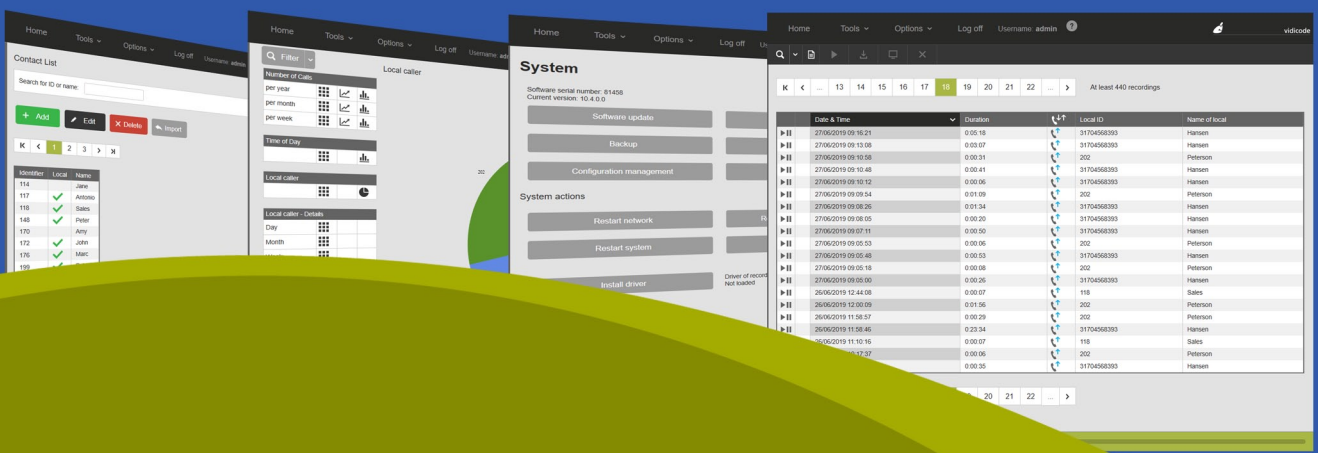 Home Tools Options Log off Username: admin
Contact List
Search for ID or name:
+ Add Edit X Delete Import
1 2 3
Identifier Local Name
114 Jane
117 Antonio
118 Sales
148 Peter
170 Amy
172 John
176 Marc
199
Home Tools Options Log off Username:
Filter
Local caller
Number of Calls
per year
per month
per week
Time of Day
Local caller
202
Local caller - Details
Day
Month
Home Tools Options Log off
System
Software serial number: 81458
Current version: 10.4.0.0
Software update
Backup
Configuration management
System actions
Restart network
Restart system
Install driver
Driver of record
Not loaded
Home Tools Options Log off Username: admin ? vidicode
... 13 14 15 16 17 18 19 20 21 22 ... At least 440 recordings
Date & Time Duration Local ID Name of local
27/06/2019 09:16:21 0:05:18 31704568393 Hansen
27/06/2019 09:13:08 0:03:07 31704568393 Hansen
27/06/2019 09:10:58 0:00:31 202 Peterson
27/06/2019 09:10:48 0:00:41 31704568393 Hansen
27/06/2019 09:10:12 0:00:06 31704568393 Hansen
27/06/2019 09:09:54 0:01:09 202 Peterson
27/06/2019 09:08:26 0:01:34 31704568393 Hansen
27/06/2019 09:08:05 0:00:20 31704568393 Hansen
27/06/2019 09:07:11 0:00:50 31704568393 Hansen
27/06/2019 09:05:53 0:00:06 202 Peterson
27/06/2019 09:05:48 0:00:53 31704568393 Hansen
27/06/2019 09:05:18 0:00:08 202 Peterson
27/06/2019 09:05:00 0:00:26 31704568393 Hansen
26/06/2019 12:44:08 0:00:07 118 Sales
26/06/2019 12:00:09 0:01:56 202 Peterson
26/06/2019 11:58:57 0:00:29 202 Peterson
26/06/2019 11:58:46 0:23:34 31704568393 Hansen
26/06/2019 11:10:16 0:00:07 118 Sales
17:37 0:00:06 202 Peterson
0:00:35 31704568393 Hansen
20 21 22 ...